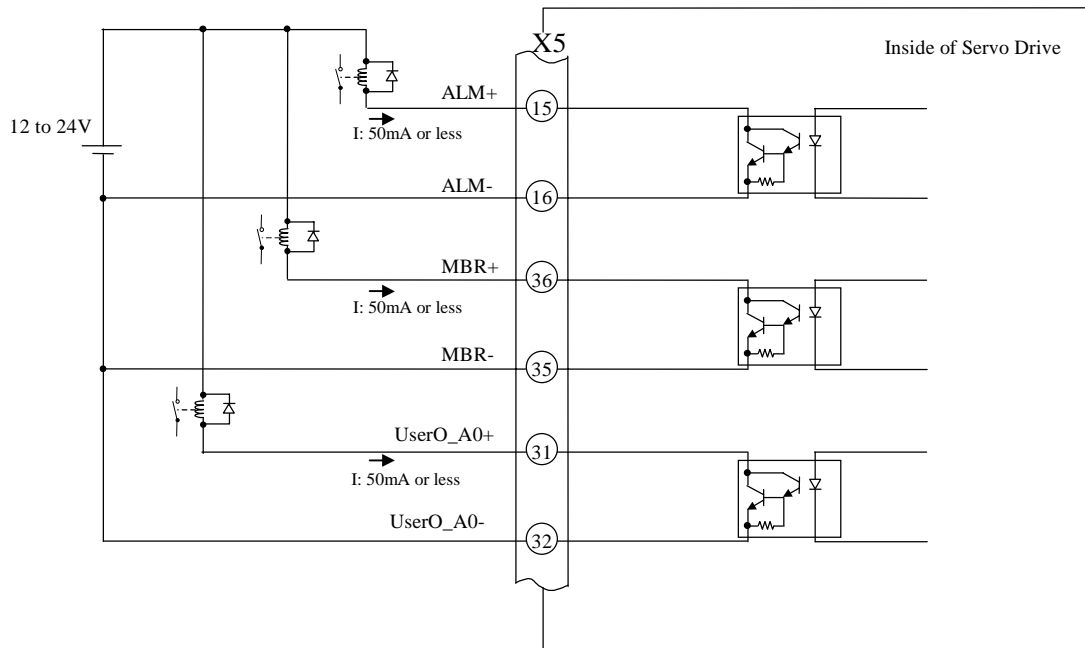 X5
Inside of Servo Drive
12 to 24V
ALM+
15
I: 50mA or less
ALM-
16
MBR+
36
I: 50mA or less
MBR-
35
UserO_A0+
31
I: 50mA or less
UserO_A0-
32